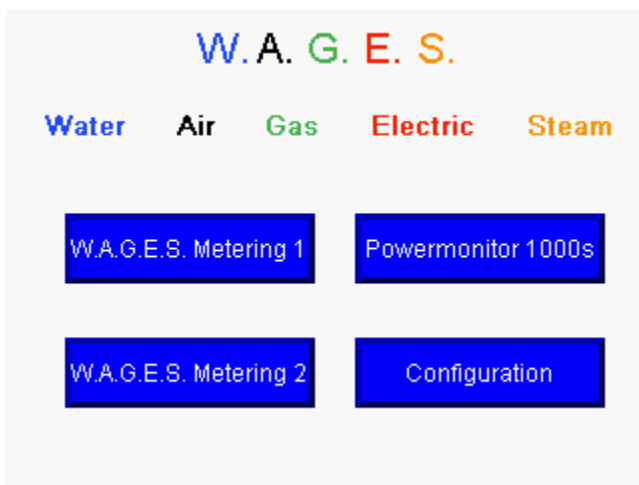 W. A. G. E. S.
Water Air Gas Electric Steam
W.A.G.E.S. Metering 1 Powermonitor 1000s
W.A.G.E.S. Metering 2 Configuration